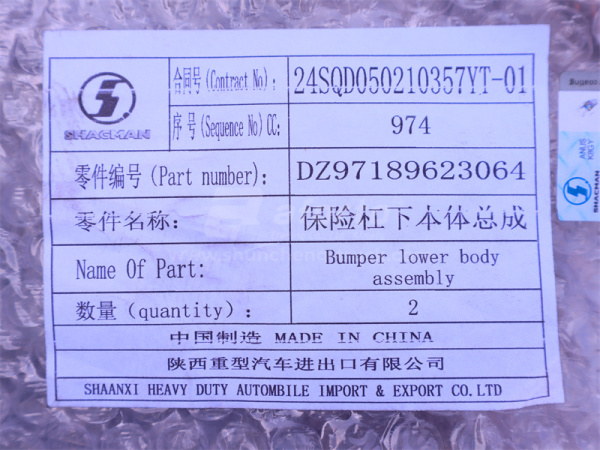 SHACMAN
合同号(Contract No): 24SQD050210357YT-01
序号(Sequence No)CC: 974
零件编号(Part number): DZ97189623064
零件名称: 保险杠下本体总成
Name Of Part: Bumper lower body
assembly
数量(quantity): 2
中国制造 MADE IN CHINA
陕西重型汽车进出口有限公司
SHAANXI HEAVY DUTY AUTOMBILE IMPORT & EXPORT CO.LTD
SHACMAN